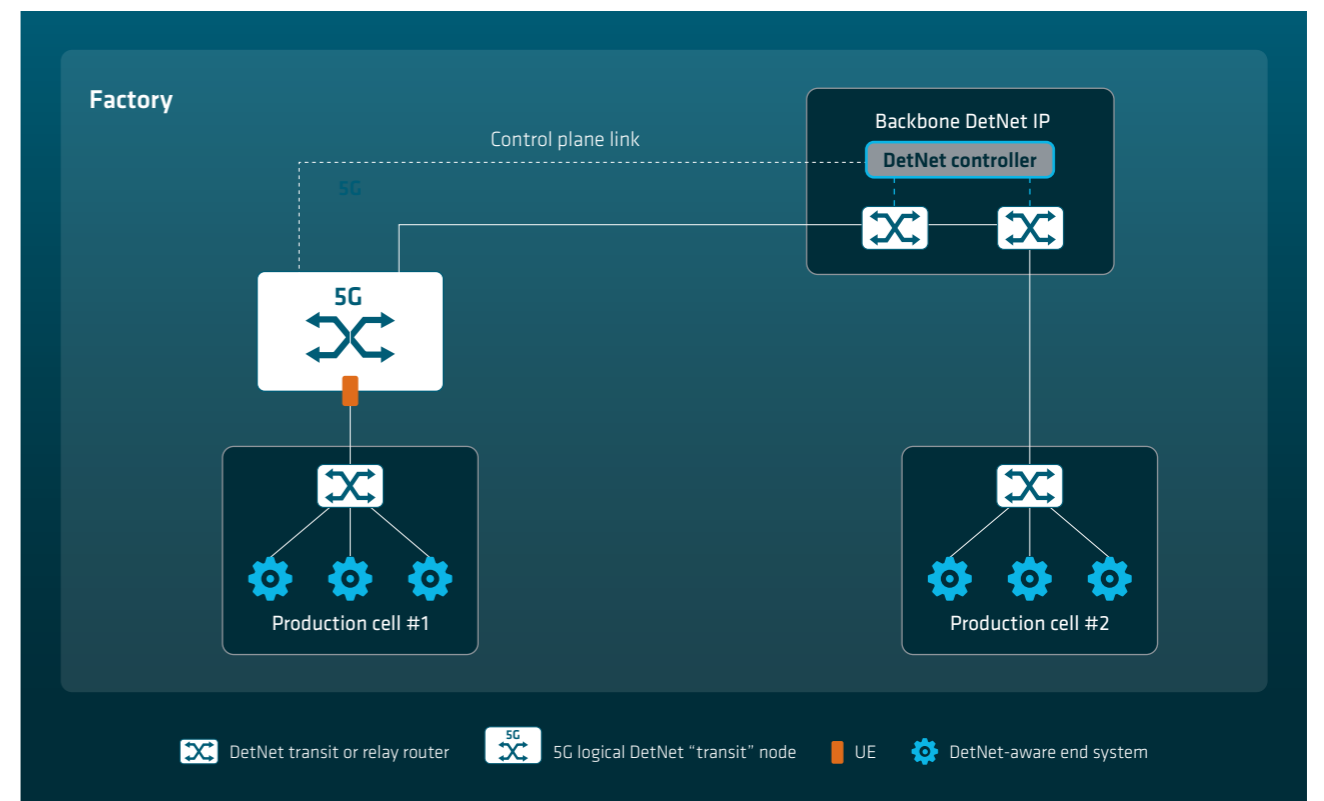 Factory
Backbone DetNet IP
Control plane link
DetNet controller
5G
5G
Production cell #1
Production cell #2
DetNet transit or relay router
5G
5G logical DetNet “transit” node
UE
DetNet-aware end system